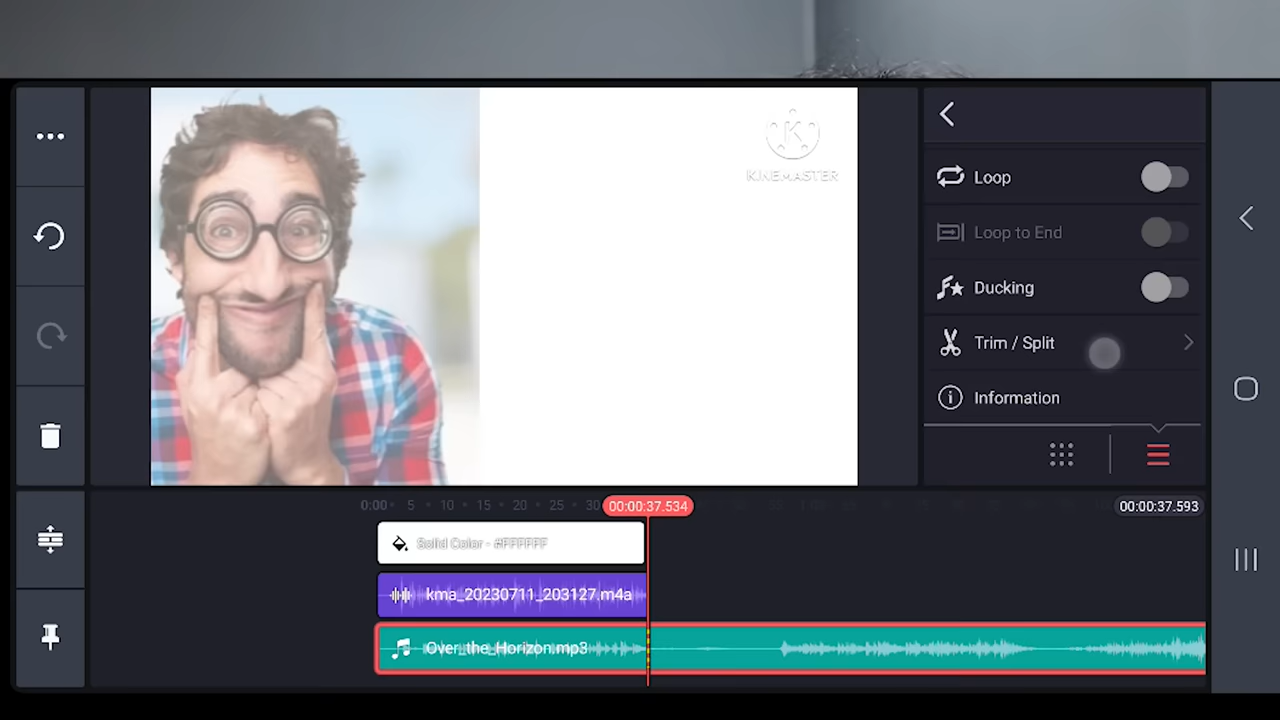 KINEMASTER
Loop
Loop to End
Ducking
Trim / Split
Information
0:00 5 10 15 20 25 30 00:00:37.534 00:00:37.593
Solid Color - #FFFFFF
kma_20230711_203127.m4a
Over_the_Horizon.mp3